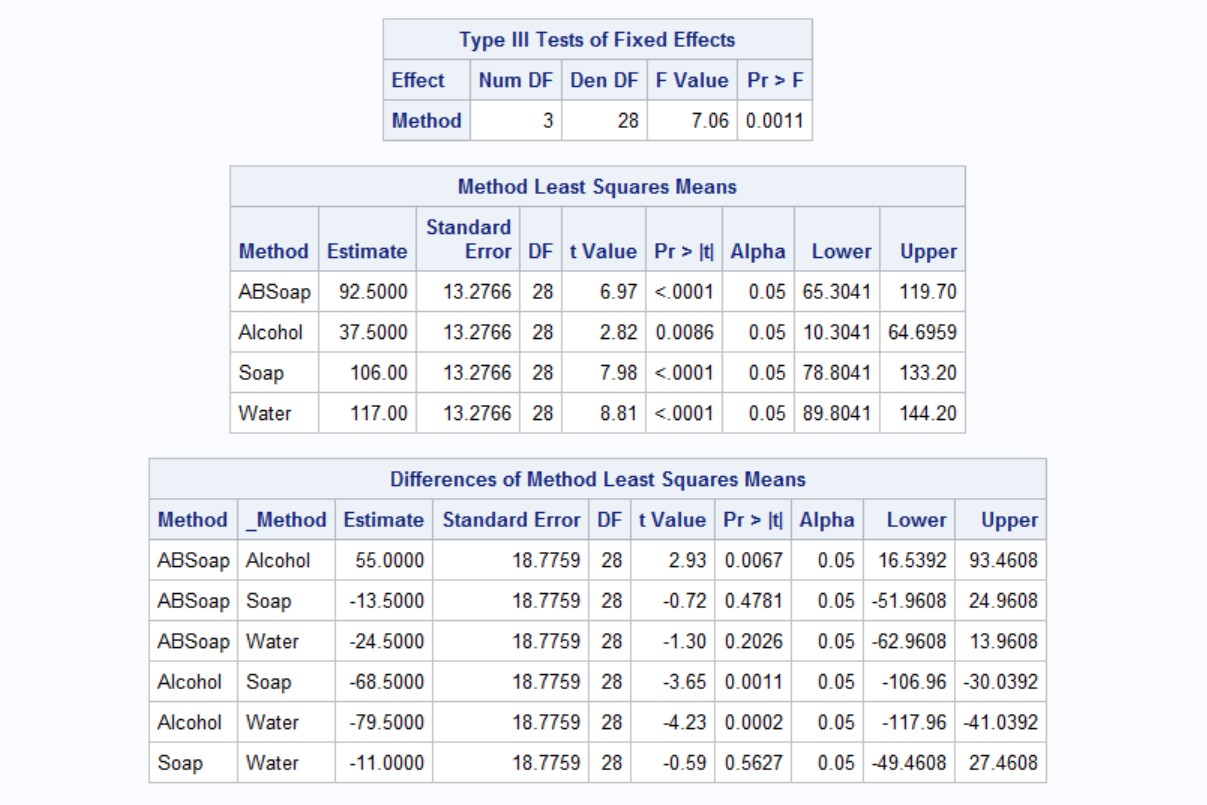 Type III Tests of Fixed Effects
Effect Num DF Den DF F Value Pr > F
Method 3 28 7.06 0.0011
Method Least Squares Means
Method Estimate Standard Error DF t Value Pr > |t| Alpha Lower Upper
ABSoap 92.5000 13.2766 28 6.97 <.0001 0.05 65.3041 119.70
Alcohol 37.5000 13.2766 28 2.82 0.0086 0.05 10.3041 64.6959
Soap 106.00 13.2766 28 7.98 <.0001 0.05 78.8041 133.20
Water 117.00 13.2766 28 8.81 <.0001 0.05 89.8041 144.20
Differences of Method Least Squares Means
Method _Method Estimate Standard Error DF t Value Pr > |t| Alpha Lower Upper
ABSoap Alcohol 55.0000 18.7759 28 2.93 0.0067 0.05 16.5392 93.4608
ABSoap Soap -13.5000 18.7759 28 -0.72 0.4781 0.05 -51.9608 24.9608
ABSoap Water -24.5000 18.7759 28 -1.30 0.2026 0.05 -62.9608 13.9608
Alcohol Soap -68.5000 18.7759 28 -3.65 0.0011 0.05 -106.96 -30.0392
Alcohol Water -79.5000 18.7759 28 -4.23 0.0002 0.05 -117.96 -41.0392
Soap Water -11.0000 18.7759 28 -0.59 0.5627 0.05 -49.4608 27.4608